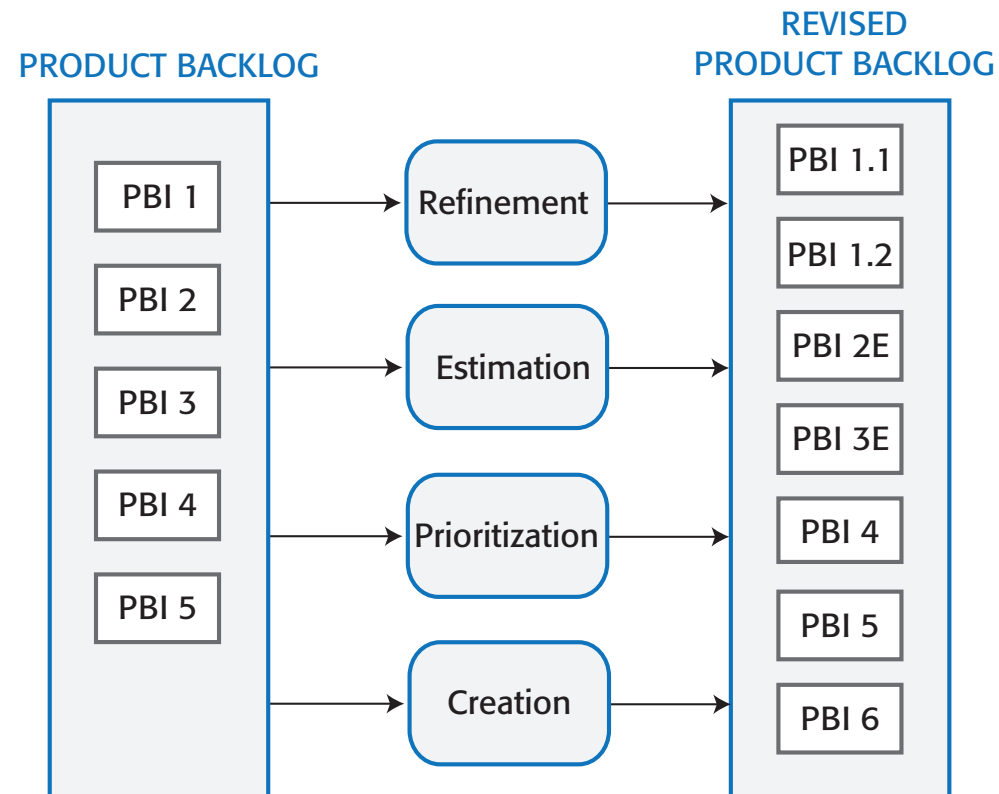 PRODUCT BACKLOG
PBI 1
PBI 2
PBI 3
PBI 4
PBI 5
Refinement
Estimation
Prioritization
Creation
REVISED
PRODUCT BACKLOG
PBI 1.1
PBI 1.2
PBI 2E
PBI 3E
PBI 4
PBI 5
PBI 6